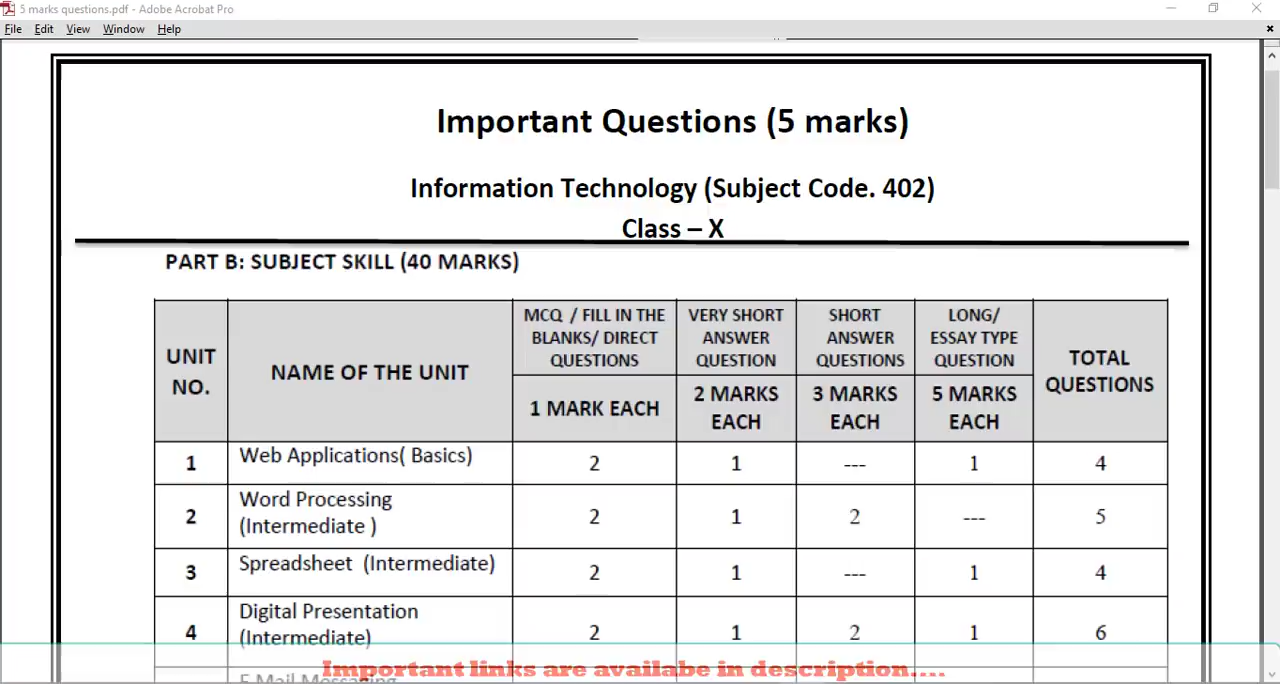 5 marks questions.pdf - Adobe Acrobat Pro
File Edit View Window Help
Important Questions (5 marks)
Information Technology (Subject Code. 402)
Class – X
PART B: SUBJECT SKILL (40 MARKS)
UNIT NO. NAME OF THE UNIT MCQ / FILL IN THE BLANKS/ DIRECT QUESTIONS VERY SHORT ANSWER QUESTION SHORT ANSWER QUESTIONS LONG/ ESSAY TYPE QUESTION TOTAL QUESTIONS
1 MARK EACH 2 MARKS EACH 3 MARKS EACH 5 MARKS EACH
1 Web Applications( Basics) 2 1 --- 1 4
2 Word Processing (Intermediate ) 2 1 2 --- 5
3 Spreadsheet (Intermediate) 2 1 --- 1 4
4 Digital Presentation (Intermediate) 2 1 2 1 6
E Mail Messaging
Important links are availabe in description....